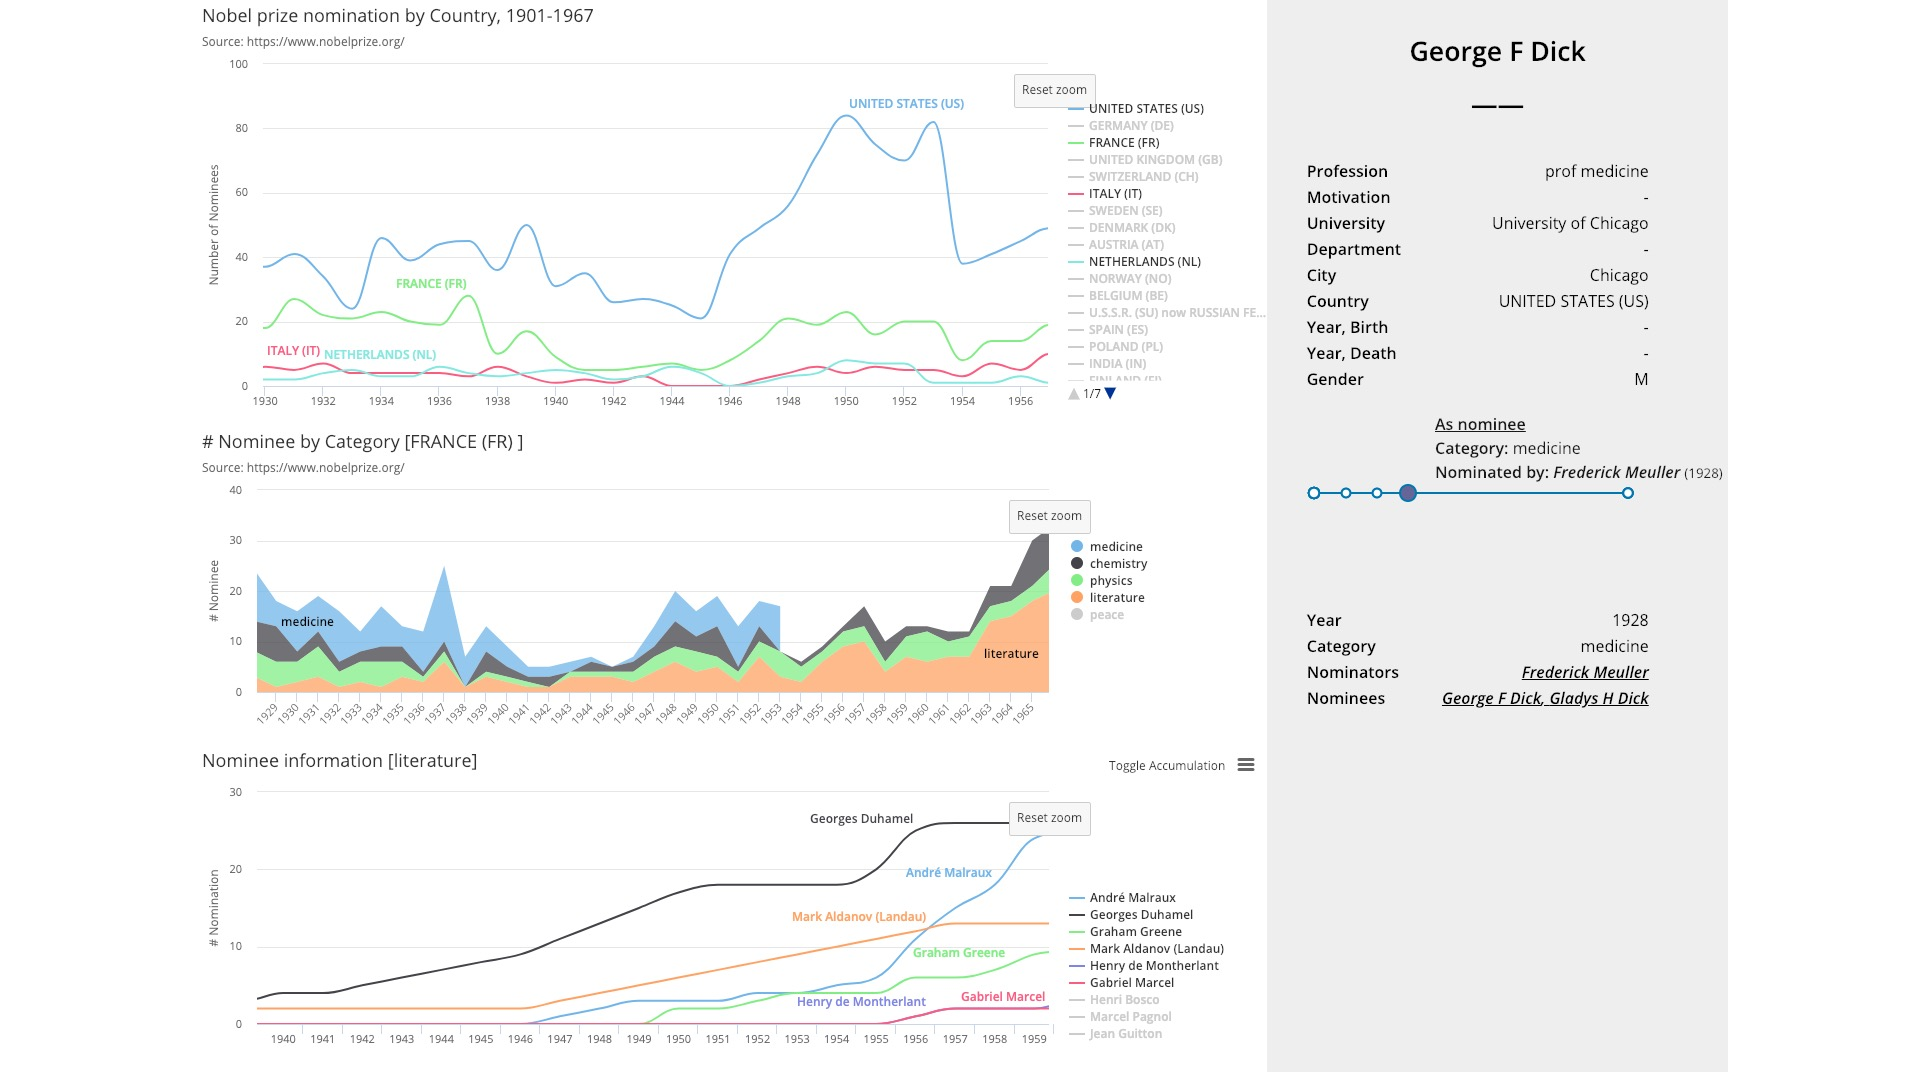 Nobel prize nomination by Country, 1901-1967
Source: https://www.nobelprize.org/
Number of Nominees
100
80
60
40
20
0
UNITED STATES (US)
FRANCE (FR)
ITALY (IT)
NETHERLANDS (NL)
Reset zoom
1930 1932 1934 1936 1938 1940 1942 1944 1946 1948 1950 1952 1954 1956
UNITED STATES (US)
GERMANY (DE)
FRANCE (FR)
UNITED KINGDOM (GB)
SWITZERLAND (CH)
ITALY (IT)
SWEDEN (SE)
DENMARK (DK)
AUSTRIA (AT)
NETHERLANDS (NL)
NORWAY (NO)
BELGIUM (BE)
U.S.S.R. (SU) now RUSSIAN FE...
SPAIN (ES)
POLAND (PL)
INDIA (IN)
FINLAND (FI)
1/7
# Nominee by Category [FRANCE (FR) ]
Source: https://www.nobelprize.org/
# Nominee
40
30
20
10
0
medicine
literature
Reset zoom
1929 1930 1931 1932 1933 1934 1935 1936 1937 1938 1939 1940 1941 1942 1943 1944 1945 1946 1947 1948 1949 1950 1951 1952 1953 1954 1955 1956 1957 1958 1959 1960 1961 1962 1963 1964 1965
medicine
chemistry
physics
literature
peace
Nominee information [literature]
Toggle Accumulation
# Nomination
30
20
10
0
Georges Duhamel
André Malraux
Mark Aldanov (Landau)
Graham Greene
Henry de Montherlant
Gabriel Marcel
Reset zoom
1940 1941 1942 1943 1944 1945 1946 1947 1948 1949 1950 1951 1952 1953 1954 1955 1956 1957 1958 1959
André Malraux
Georges Duhamel
Graham Greene
Mark Aldanov (Landau)
Henry de Montherlant
Gabriel Marcel
Henri Bosco
Marcel Pagnol
Jean Guitton
George F Dick
Profession prof medicine
Motivation -
University University of Chicago
Department -
City Chicago
Country UNITED STATES (US)
Year, Birth -
Year, Death -
Gender M
As nominee
Category: medicine
Nominated by: Frederick Meuller (1928)
Year 1928
Category medicine
Nominators Frederick Meuller
Nominees George F Dick, Gladys H Dick